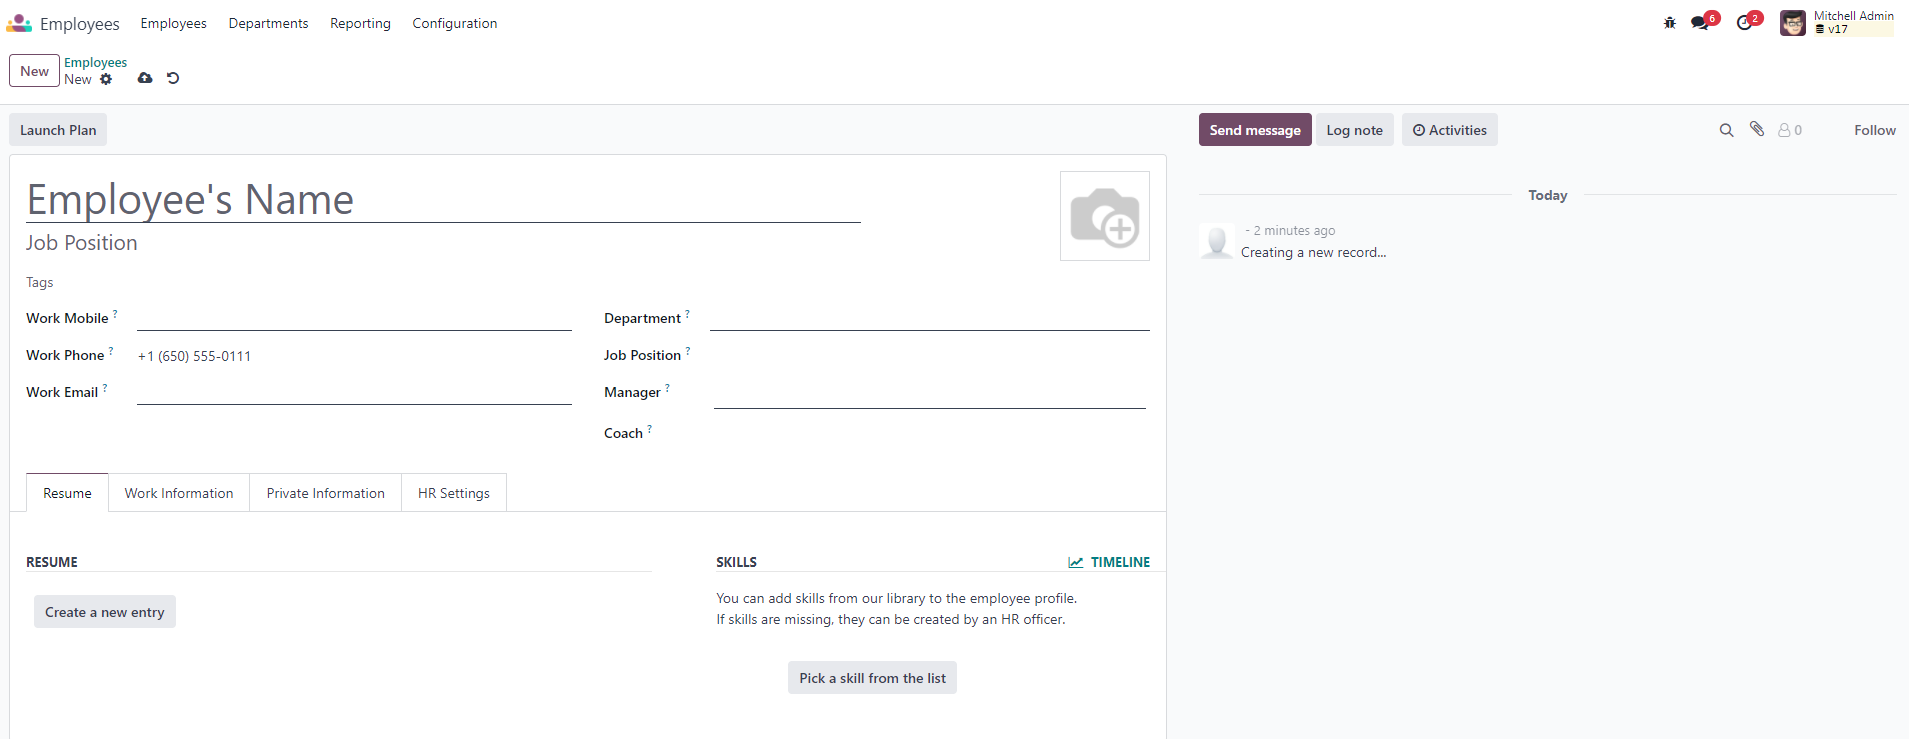 Employees Employees Departments Reporting Configuration 6 2 Mitchell Admin
v17
New Employees
New
Launch Plan Send message Log note Activities 0 Follow
Employee's Name
Today
Job Position
- 2 minutes ago
Creating a new record...
Tags
Work Mobile ? Department ?
Work Phone ? +1 (650) 555-0111 Job Position ?
Work Email ? Manager ?
Coach ?
Resume Work Information Private Information HR Settings
RESUME SKILLS TIMELINE
Create a new entry
You can add skills from our library to the employee profile.
If skills are missing, they can be created by an HR officer.
Pick a skill from the list